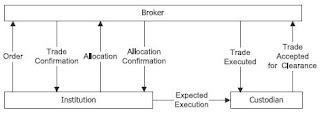 Broker
Order
Trade
Confirmation
Allocation
Allocation
Confirmation
Trade
Executed
Trade
Accepted
for Clearance
Expected
Execution
Institution
Custodian